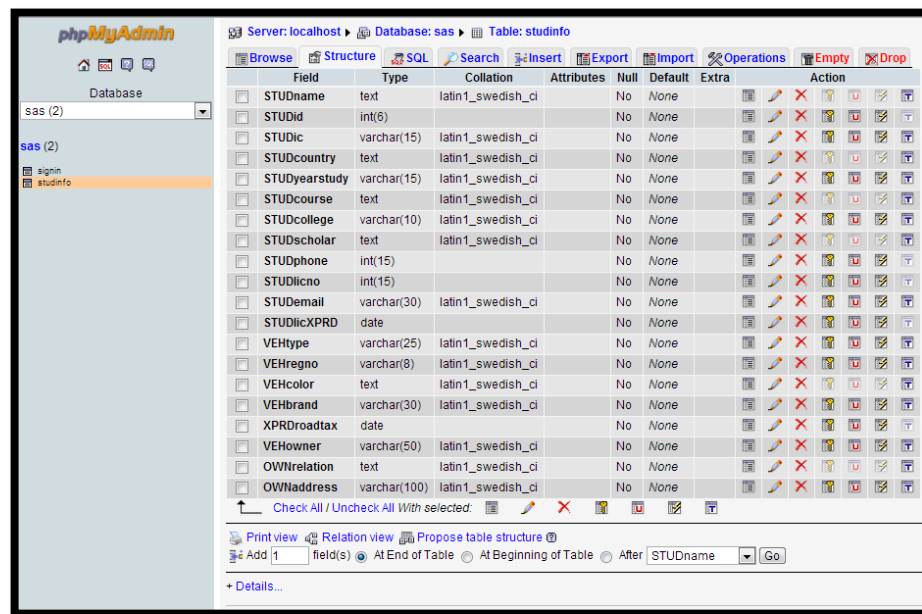 phpMyAdmin
Database
sas (2)
sas (2)
signin
studinfo
Server: localhost Database: sas Table: studinfo
Browse Structure SQL Search Insert Export Import Operations Empty Drop
Field Type Collation Attributes Null Default Extra Action
STUDname text latin1_swedish_ci No None
STUDid int(6) No None
STUDic varchar(15) latin1_swedish_ci No None
STUDcountry text latin1_swedish_ci No None
STUDyearstudy varchar(15) latin1_swedish_ci No None
STUDcourse text latin1_swedish_ci No None
STUDcollege varchar(10) latin1_swedish_ci No None
STUDscholar text latin1_swedish_ci No None
STUDphone int(15) No None
STUDlicno int(15) No None
STUDemail varchar(30) latin1_swedish_ci No None
STUDlicXPRD date No None
VEHtype varchar(25) latin1_swedish_ci No None
VEHregno varchar(8) latin1_swedish_ci No None
VEHcolor text latin1_swedish_ci No None
VEHbrand varchar(30) latin1_swedish_ci No None
XPRDroadtax date No None
VEHowner varchar(50) latin1_swedish_ci No None
OWNrelation text latin1_swedish_ci No None
OWNaddress varchar(100) latin1_swedish_ci No None
Check All / Uncheck All With selected:
Print view Relation view Propose table structure
Add 1 field(s) At End of Table At Beginning of Table After STUDname Go
+ Details...